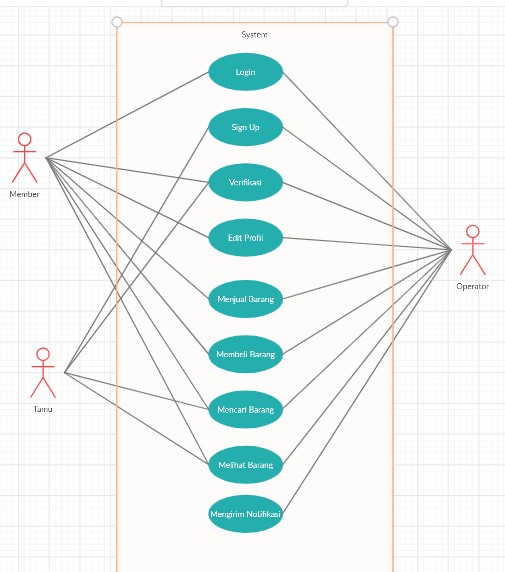 System
Login
Sign Up
Member
Verifikasi
Edit Profil
Operator
Menjual Barang
Membeli Barang
Tamu
Mencari Barang
Melihat Barang
Mengirim Notifikasi